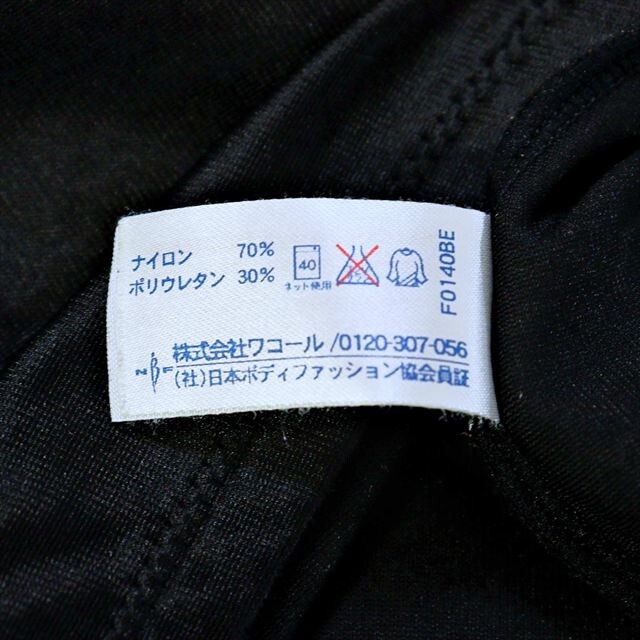 ナイロン 70%
ポリウレタン 30%
40
ネット使用
F0140BE
株式会社ワコール/0120-307-056
(社)日本ボディファッション協会員証